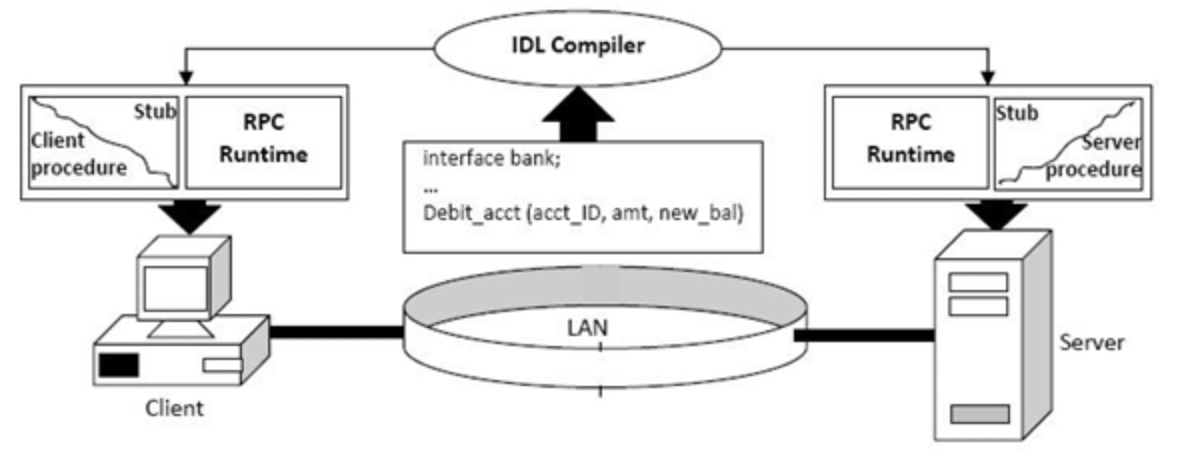 IDL Compiler
Stub
Client
procedure
RPC
Runtime
interface bank;
...
Debit_acct (acct_ID, amt, new_bal)
RPC
Runtime
Stub
Server
procedure
LAN
Client
Server